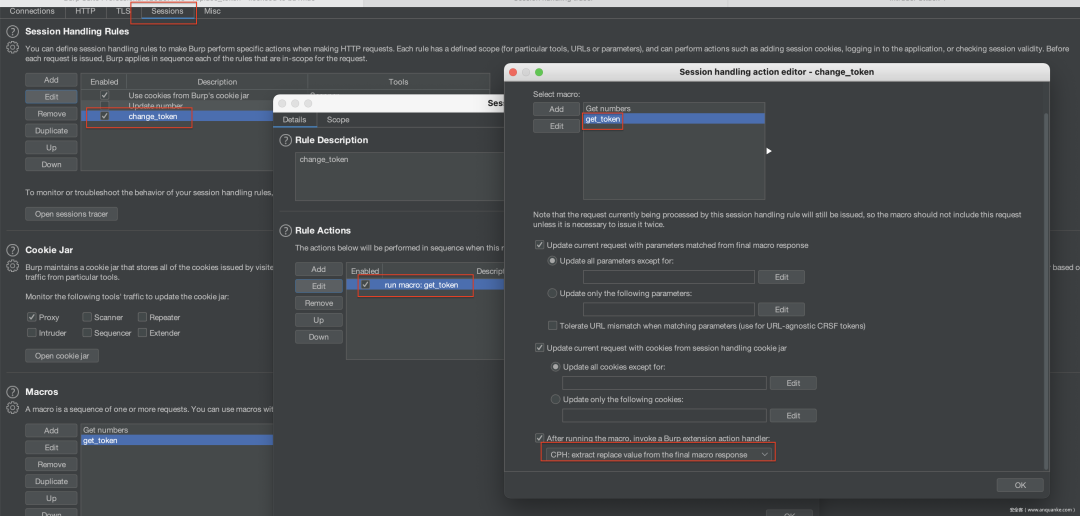 Connections HTTP TLS Sessions Misc
Session Handling Rules
You can define session handling rules to make Burp perform specific actions when making HTTP requests. Each rule has a defined scope (for particular tools, URLs or parameters), and can perform actions such as adding session cookies, logging in to the application, or checking session validity. Before
each request is issued, Burp applies in sequence each of the rules that are in-scope for the request.
Add
Edit
Remove
Duplicate
Up
Down
Enabled Description Tools
Use cookies from Burp's cookie jar
Update number
change_token
To monitor or troubleshoot the behavior of your session handling rules,
Open sessions tracer
Cookie Jar
Burp maintains a cookie jar that stores all of the cookies issued by visite
traffic from particular tools.
Monitor the following tools' traffic to update the cookie jar:
Proxy Scanner Repeater
Intruder Sequencer Extender
Open cookie jar
Macros
A macro is a sequence of one or more requests. You can use macros wit
Add
Edit
Remove
Duplicate
Up
Down
Get numbers
get_token
Ses
Details Scope
Rule Description
change_token
Rule Actions
The actions below will be performed in sequence when this r
Add
Edit
Remove
Up
Down
Enabled Descript
run macro: get_token
OK
Session handling action editor - change_token
Select macro:
Add
Edit
Get numbers
get_token
Note that the request currently being processed by this session handling rule will still be issued, so the macro should not include this request
unless it is necessary to issue it twice.
Update current request with parameters matched from final macro response
Update all parameters except for:
Edit
Update only the following parameters:
Edit
Tolerate URL mismatch when matching parameters (use for URL-agnostic CRSF tokens)
Update current request with cookies from session handling cookie jar
Update all cookies except for:
Edit
Update only the following cookies:
Edit
After running the macro, invoke a Burp extension action handler:
CPH: extract replace value from the final macro response
OK
based o
安全客（www.anquanke.com）